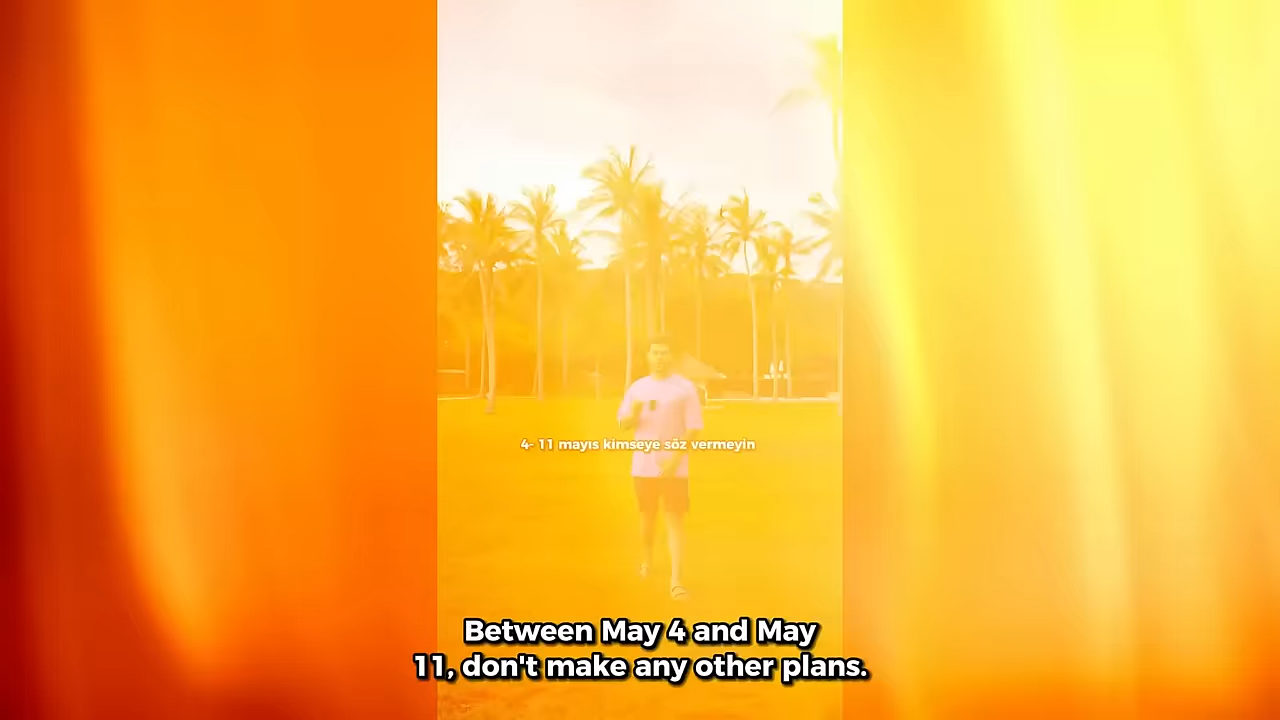 4- 11 mayıs kimseye söz vermeyin
Between May 4 and May
11, don't make any other plans.